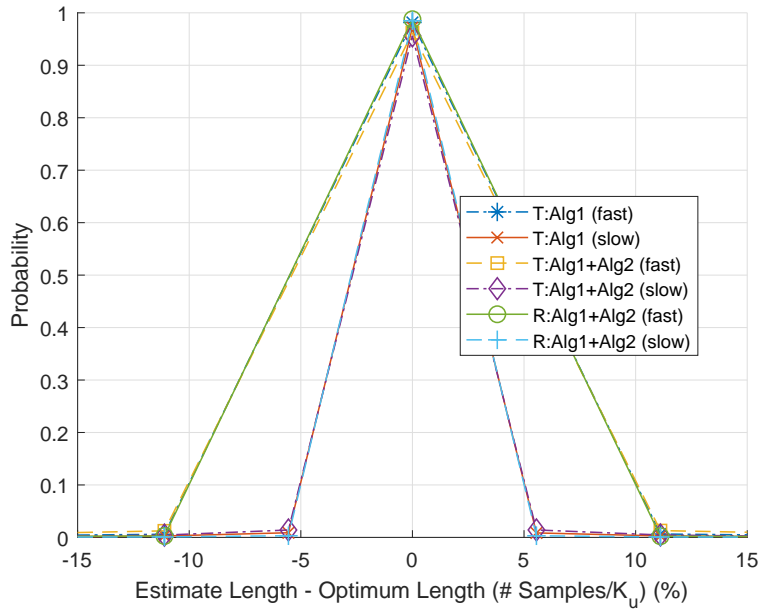 1
0.9
0.8
0.7
0.6
0.5
0.4
0.3
0.2
0.1
0
Probability
T:Alg1 (fast)
T:Alg1 (slow)
T:Alg1+Alg2 (fast)
T:Alg1+Alg2 (slow)
R:Alg1+Alg2 (fast)
R:Alg1+Alg2 (slow)
-15 -10 -5 0 5 10 15
Estimate Length - Optimum Length (# Samples/K_u) (%)